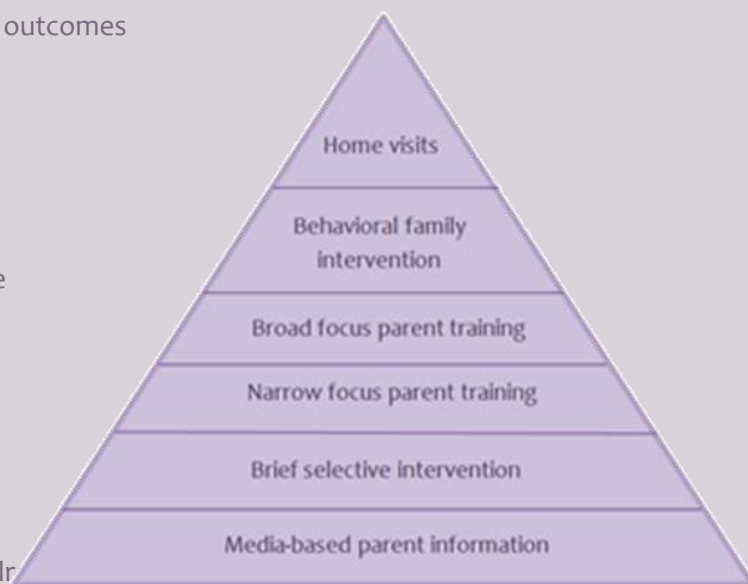 outcomes
Home visits
Behavioral family
intervention
Broad focus parent training
Narrow focus parent training
Brief selective intervention
Media-based parent information